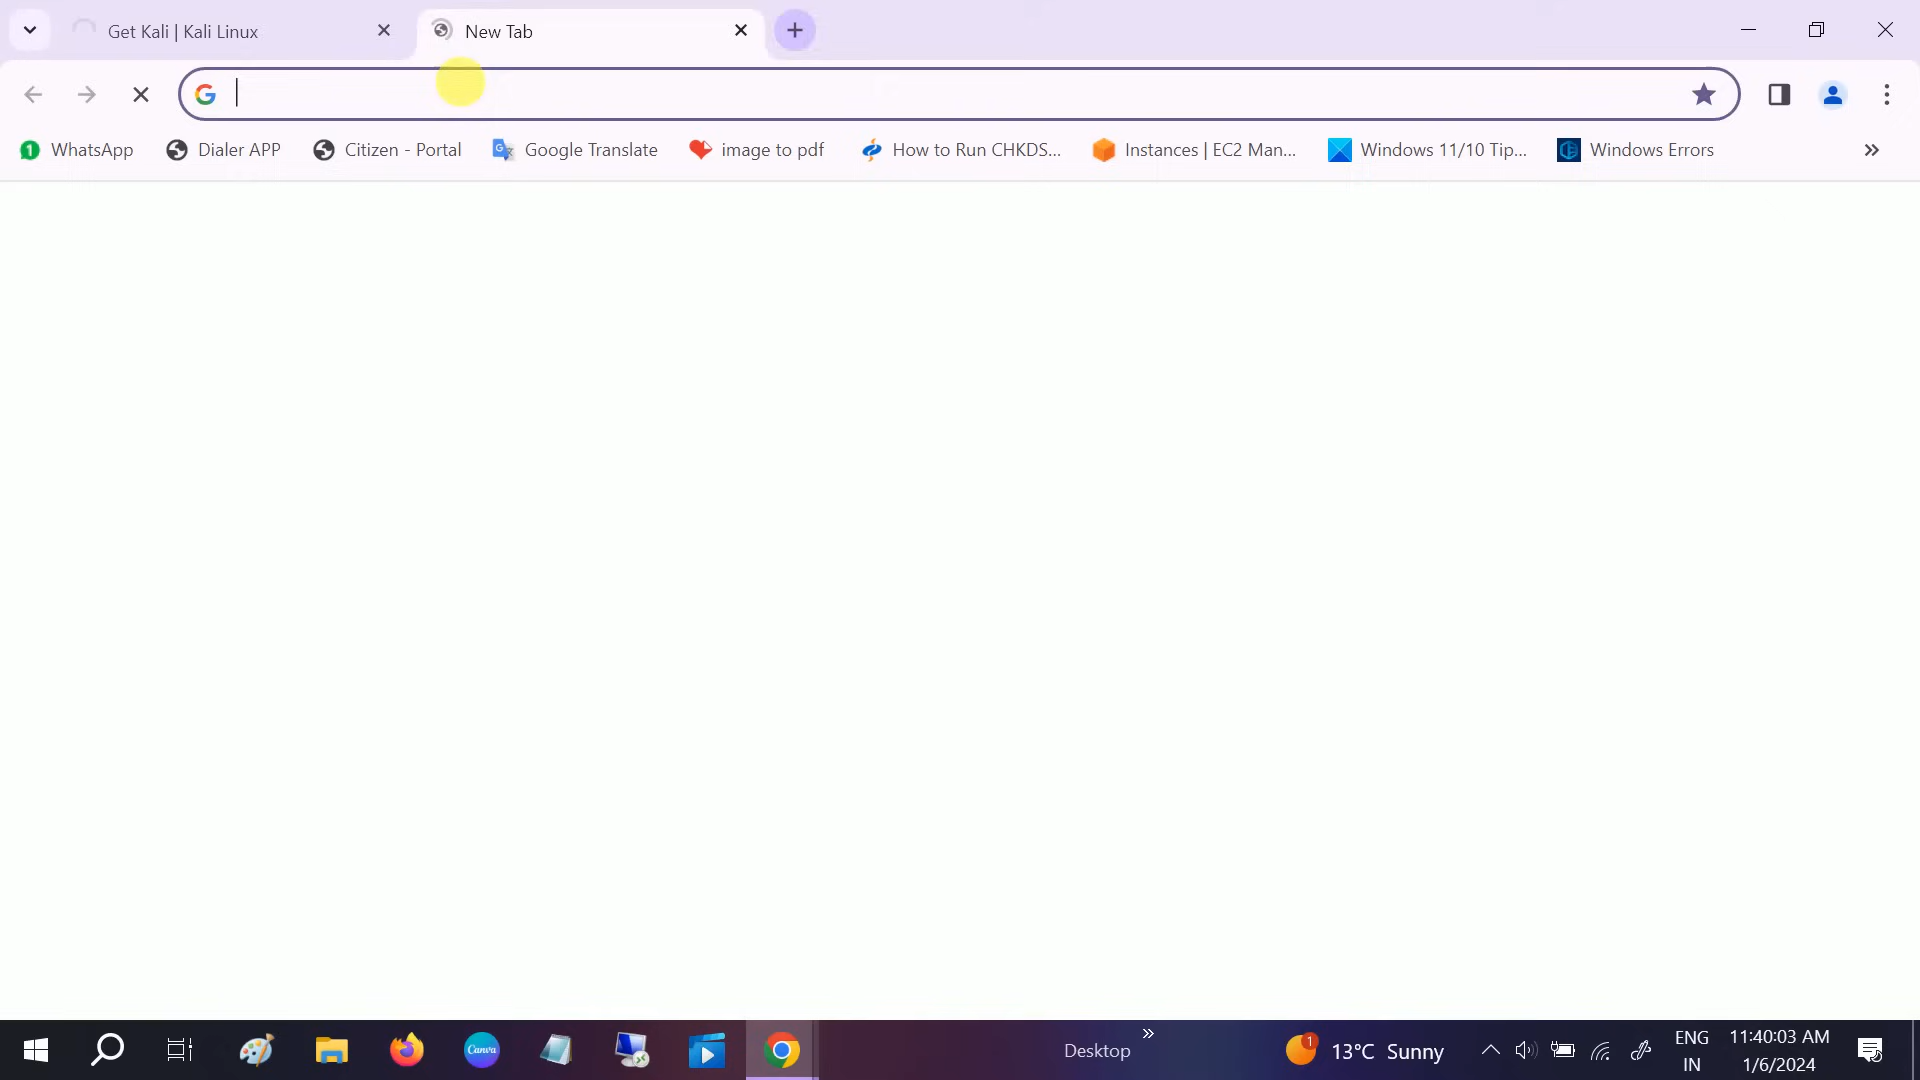 Get Kali | Kali Linux
New Tab
WhatsApp
Dialer APP
Citizen - Portal
Google Translate
image to pdf
How to Run CHKDS...
Instances | EC2 Man...
Windows 11/10 Tip...
Windows Errors
Canva
Desktop
1
13°C Sunny
ENG
IN
11:40:03 AM
1/6/2024